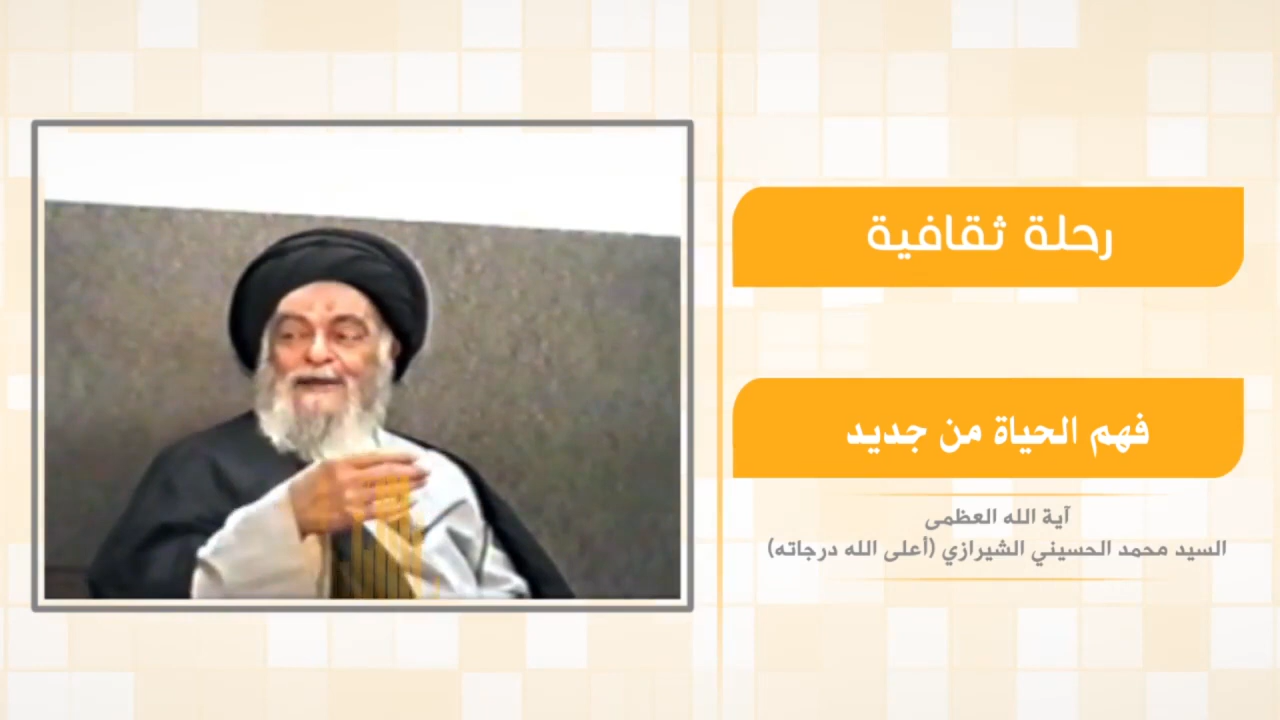 رحلة ثقافية
فهم الحياة من جديد
آية الله العظمى
السيد محمد الحسيني الشيرازي (أعلى الله درجاته)